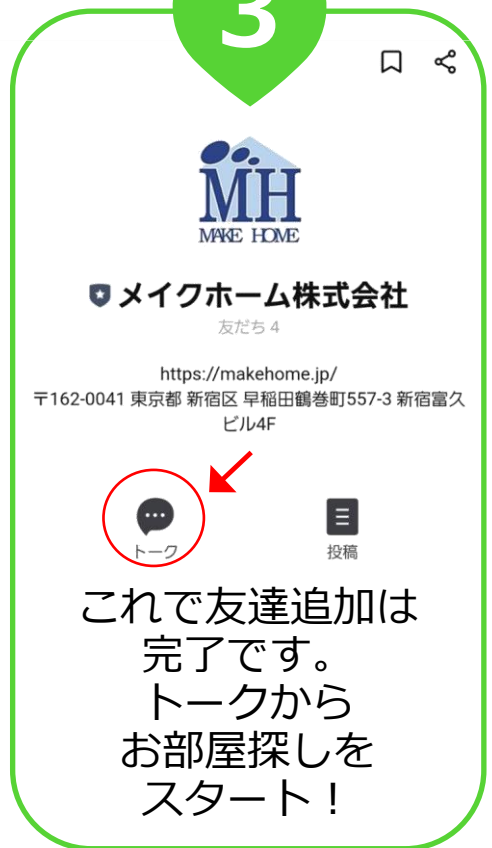 3
MH
MAKE HOME
メイクホーム株式会社
友だち 4
https://makehome.jp/
〒162-0041 東京都 新宿区 早稲田鶴巻町557-3 新宿富久
ビル4F
トーク
投稿
これで友達追加は
完了です。
トークから
お部屋探しを
スタート！